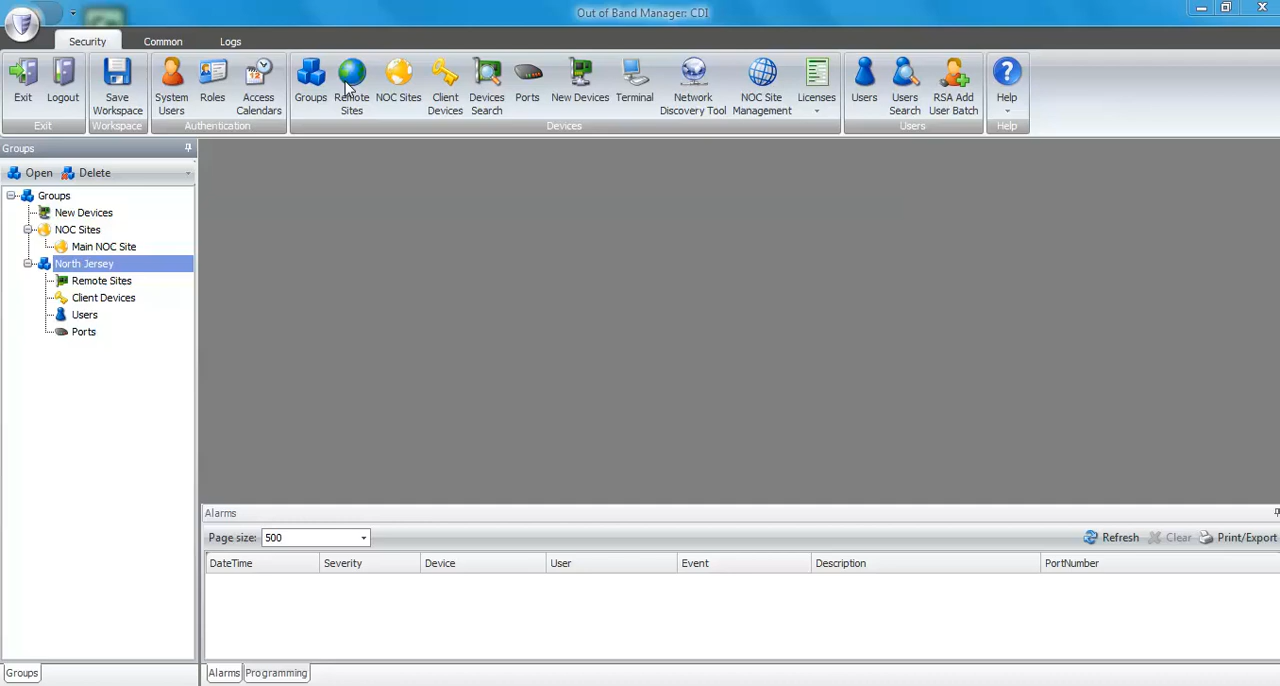 Out of Band Manager: CDI
Security Common Logs
Exit Logout Save Workspace System Users Roles Access Calendars Groups Remote Sites NOC Sites Client Devices Devices Search Ports New Devices Terminal Network Discovery Tool NOC Site Management Licenses Users Users Search RSA Add User Batch Help
Exit Workspace Authentication Devices Users Help
Groups
Open Delete
Groups
New Devices
NOC Sites
Main NOC Site
North Jersey
Remote Sites
Client Devices
Users
Ports
Alarms
Page size: 500 Refresh Clear Print/Export
DateTime Severity Device User Event Description PortNumber
Groups Alarms Programming